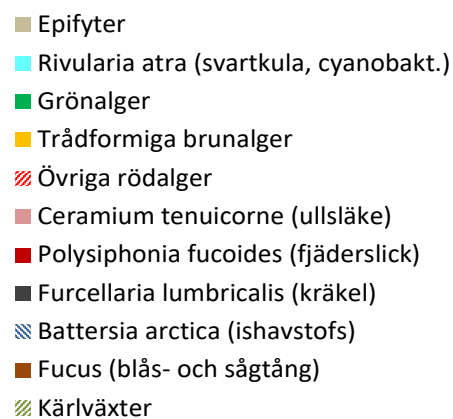 Epifyter
Rivularia atra (svartkula, cyanobakt.)
Grönalger
Trådformiga brunalger
Övriga rödalger
Ceramium tenuicorne (ullsläke)
Polysiphonia fucoides (fjäderslick)
Furcellaria lumbricalis (kräkel)
Battersia arctica (ishavstofs)
Fucus (blås- och sågtång)
Kärlväxter